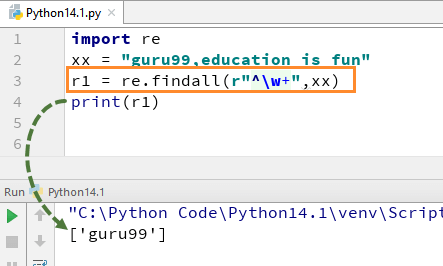 Python14.1.py ×
1 import re
2 xx = "guru99,education is fun"
3 r1 = re.findall(r"^\w+",xx)
4 print(r1)
5
6
Run Python14.1
"C:\Python Code\Python14.1\venv\Script
['guru99']